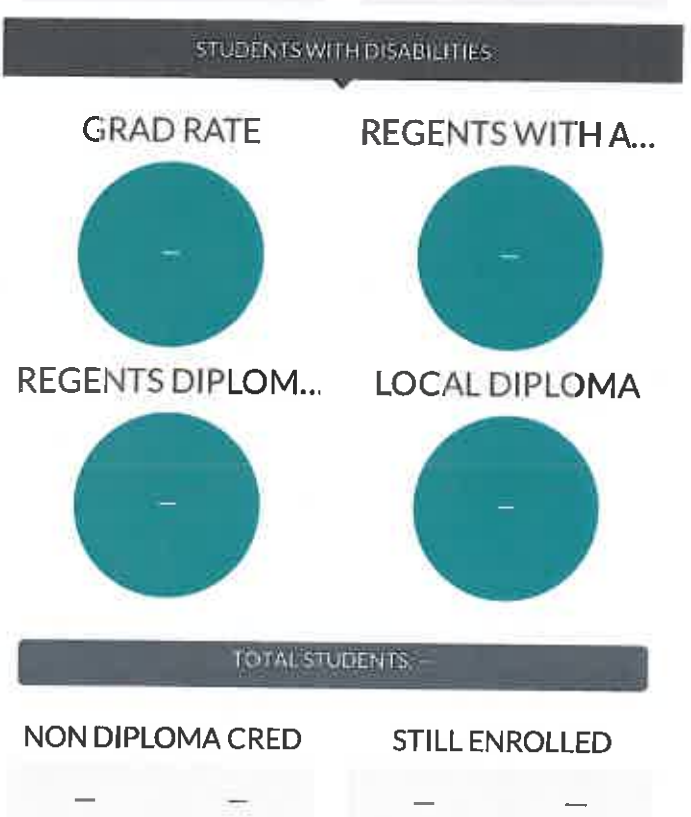 STUDENTS WITH DISABILITIES
GRAD RATE REGENTS WITH A...
— —
REGENTS DIPLOM... LOCAL DIPLOMA
— —
TOTAL STUDENTS: —
NON DIPLOMA CRED STILL ENROLLED
— — — —